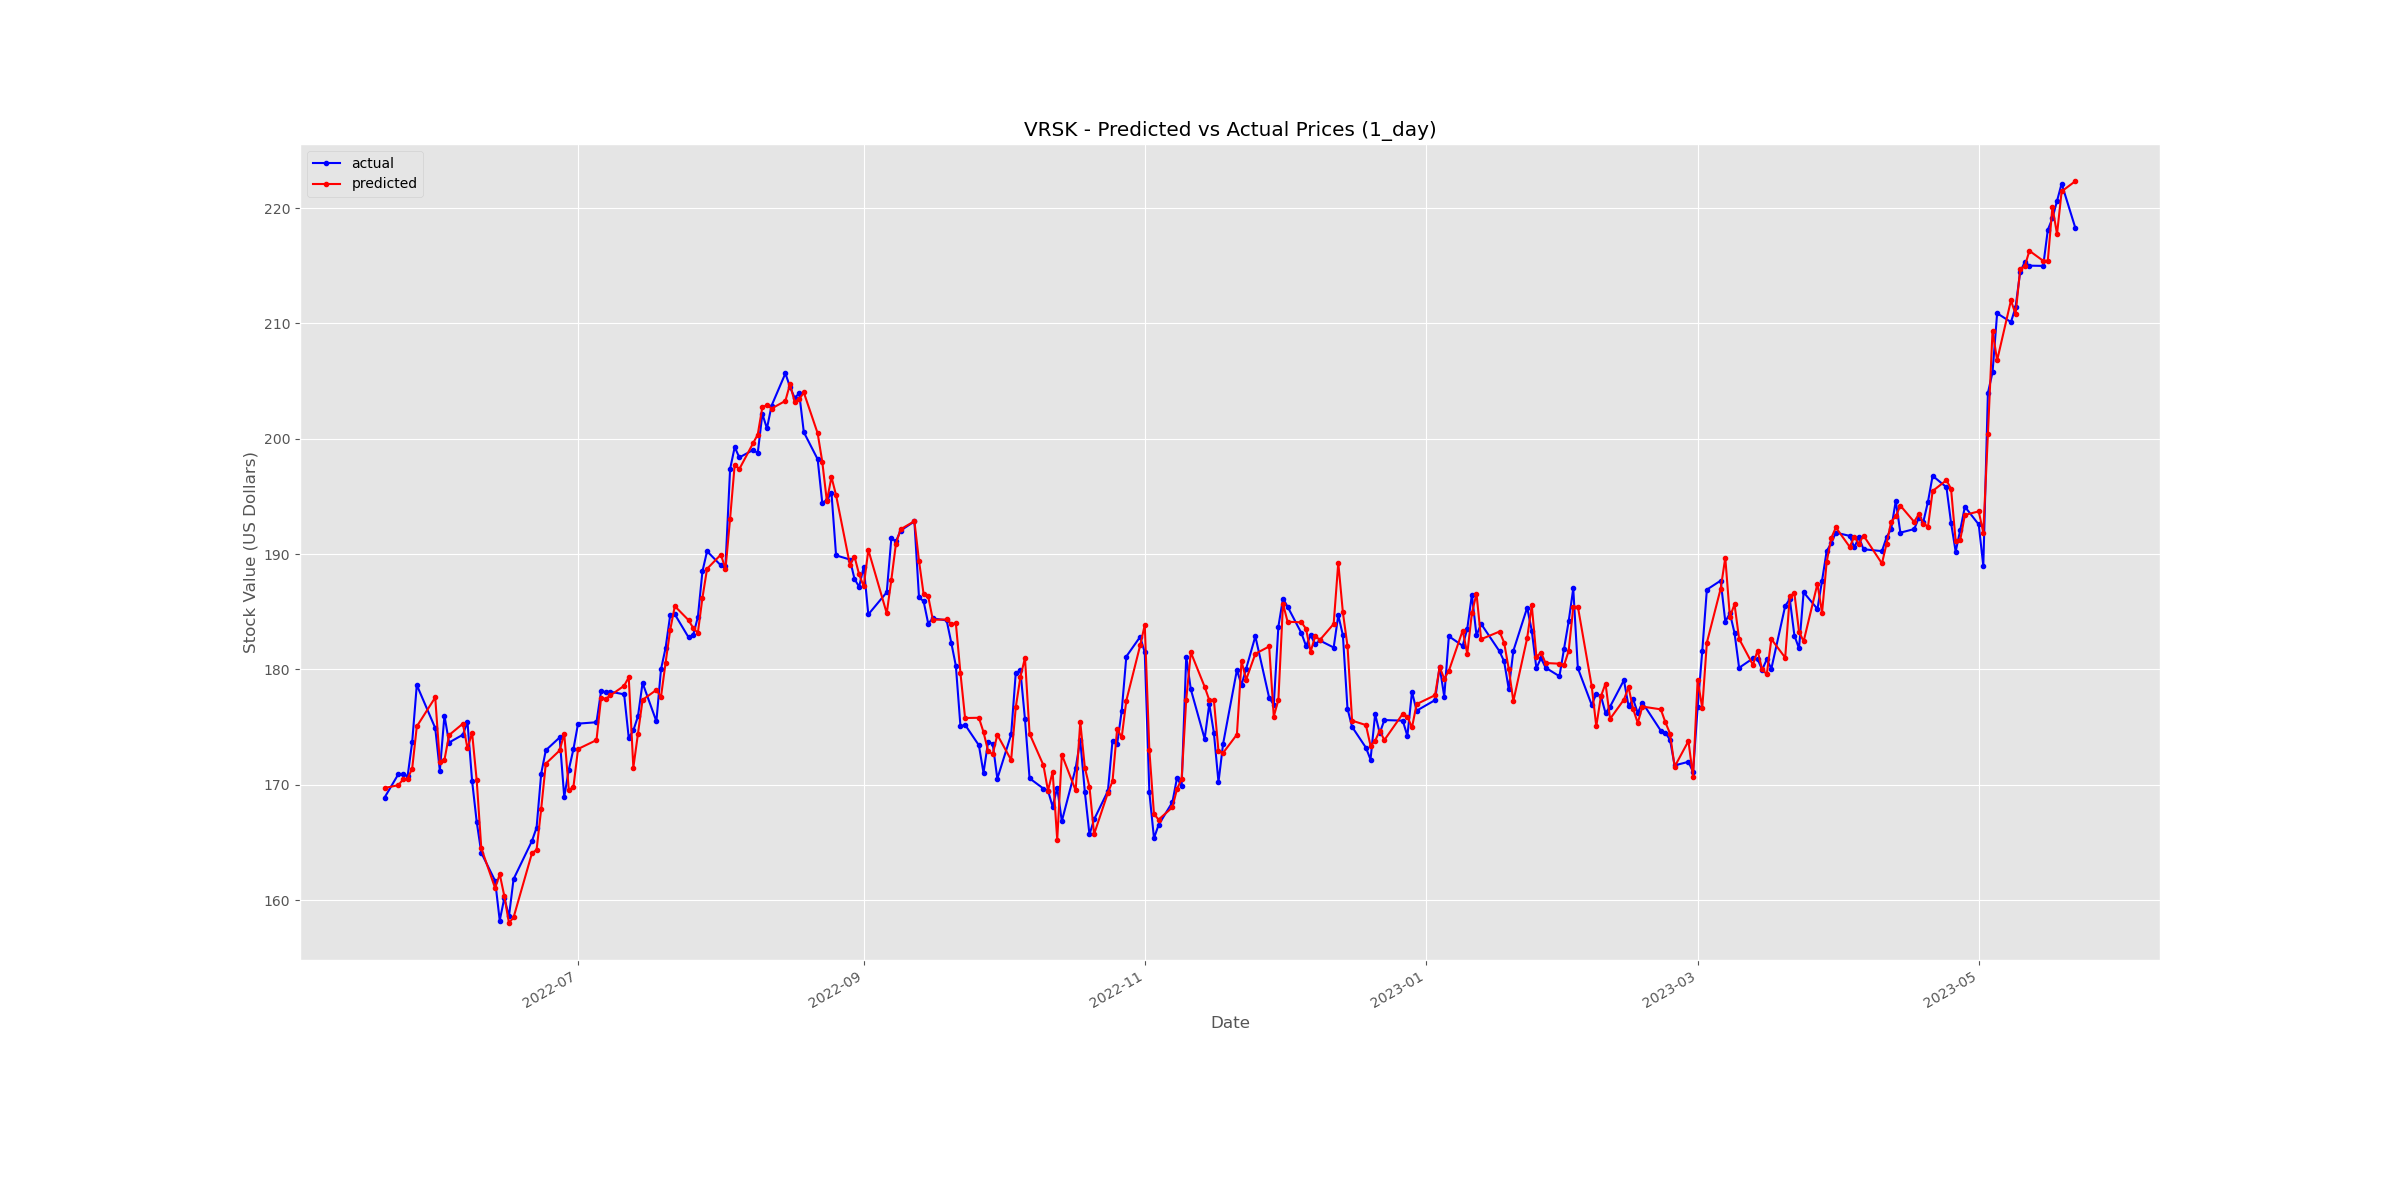 VRSK - Predicted vs Actual Prices (1_day)
actual
predicted
Stock Value (US Dollars)
220
210
200
190
180
170
160
2022-07
2022-09
2022-11
2023-01
2023-03
2023-05
Date